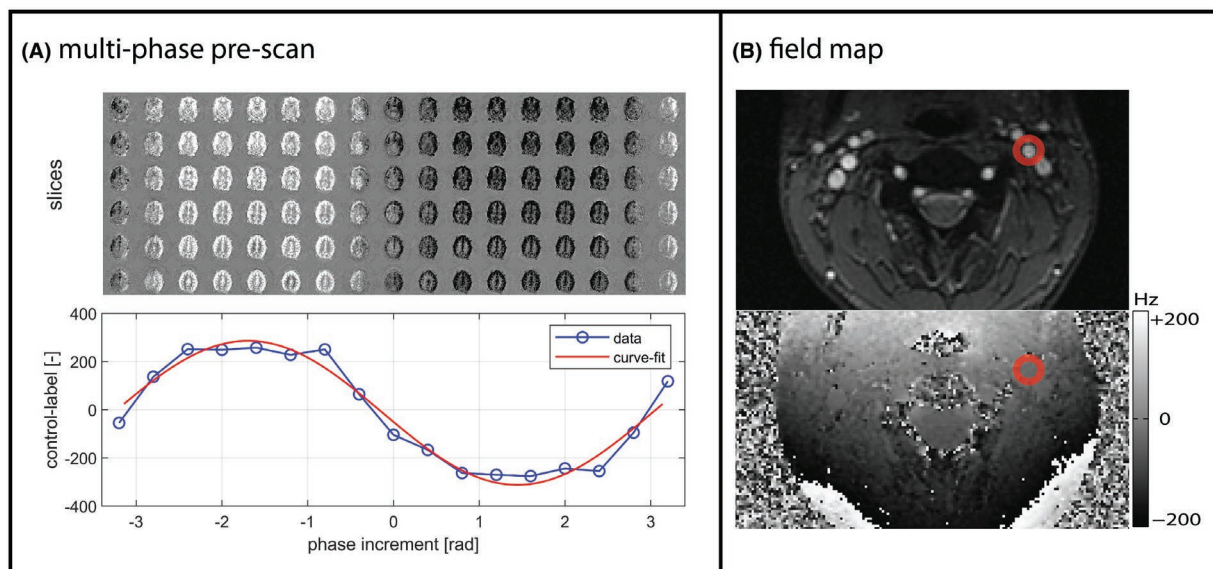 (A) multi-phase pre-scan
slices
400
200
0
-200
-400
control-label [-]
data
curve-fit
-3
-2
-1
0
1
2
3
phase increment [rad]
(B) field map
Hz
+200
0
−200